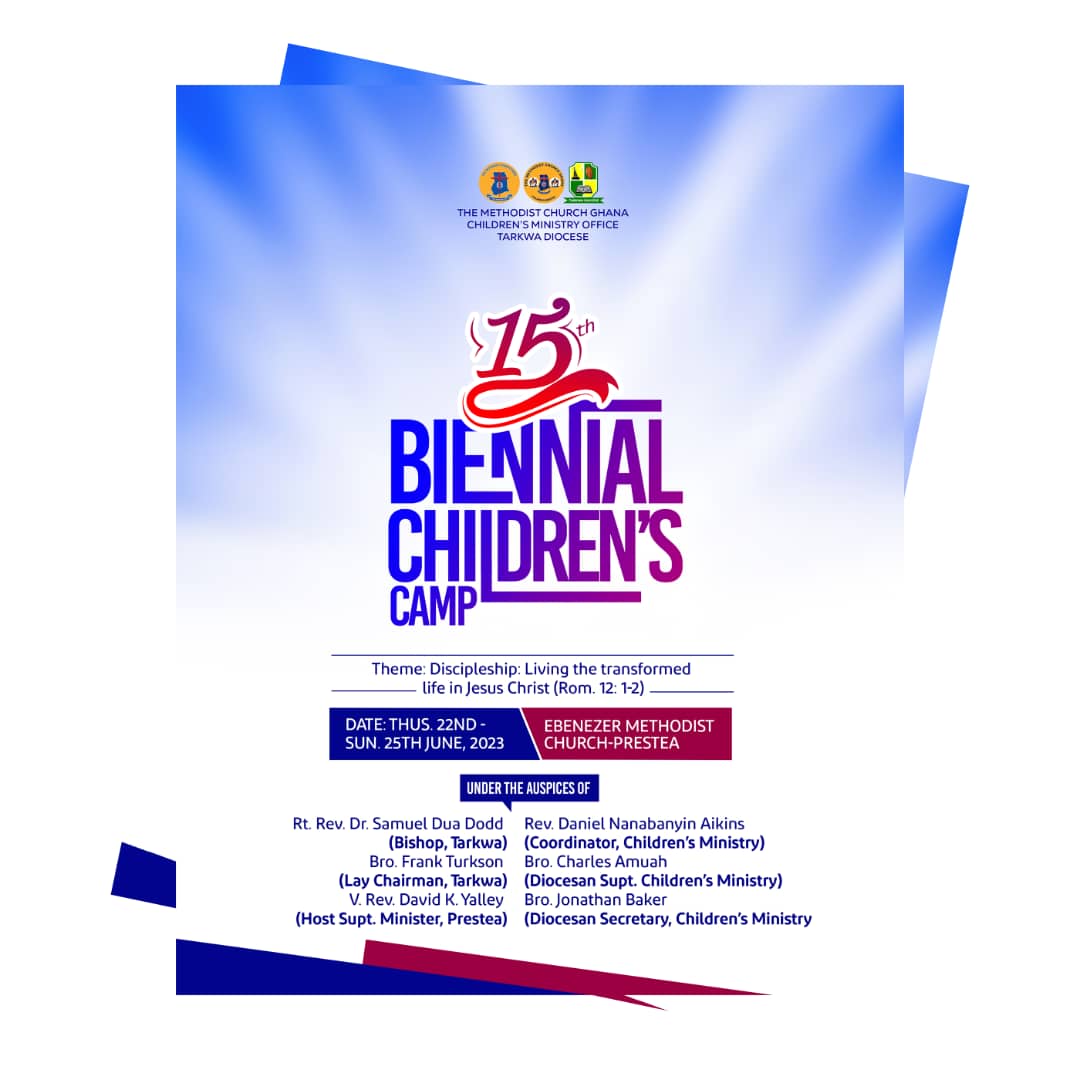 THE METHODIST CHURCH GHANA
CHILDREN'S MINISTRY OFFICE
TARKWA DIOCESE
15th
BIENNIAL
CHILDREN'S
CAMP
Theme: Discipleship: Living the transformed
life in Jesus Christ (Rom. 12: 1-2)
DATE: THUS. 22ND -
SUN. 25TH JUNE, 2023
EBENEZER METHODIST
CHURCH-PRESTEA
UNDER THE AUSPICES OF
Rt. Rev. Dr. Samuel Dua Dodd
(Bishop, Tarkwa)
Bro. Frank Turkson
(Lay Chairman, Tarkwa)
V. Rev. David K. Yalley
(Host Supt. Minister, Prestea)
Rev. Daniel Nanabanyin Aikins
(Coordinator, Children's Ministry)
Bro. Charles Amuah
(Diocesan Supt. Children's Ministry)
Bro. Jonathan Baker
(Diocesan Secretary, Children's Ministry